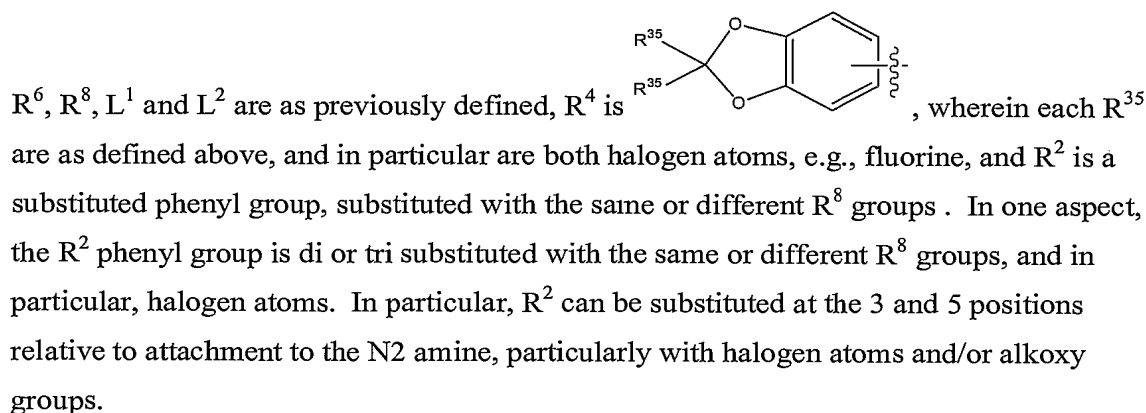 R³⁵
O
R³⁵
O
R⁶, R⁸, L¹ and L² are as previously defined, R⁴ is , wherein each R³⁵
are as defined above, and in particular are both halogen atoms, e.g., fluorine, and R² is a
substituted phenyl group, substituted with the same or different R⁸ groups . In one aspect,
the R² phenyl group is di or tri substituted with the same or different R⁸ groups, and in
particular, halogen atoms. In particular, R² can be substituted at the 3 and 5 positions
relative to attachment to the N2 amine, particularly with halogen atoms and/or alkoxy
groups.